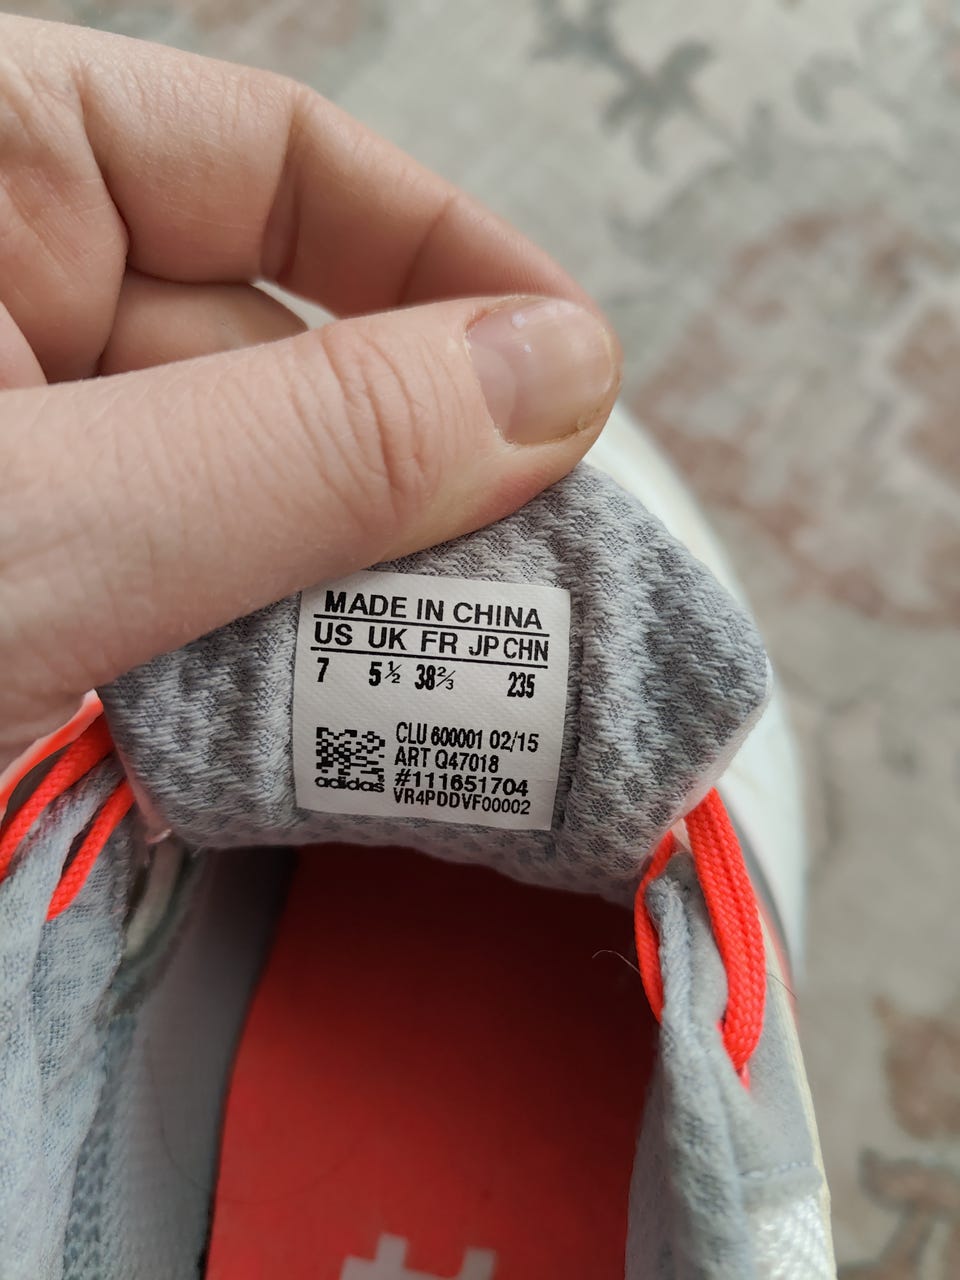 MADE IN CHINA
US UK FR JP CHN
7 5½ 38⅔ 235
CLU 600001 02/15
ART Q47018
#111651704
VR4PDDVF00002
adidas